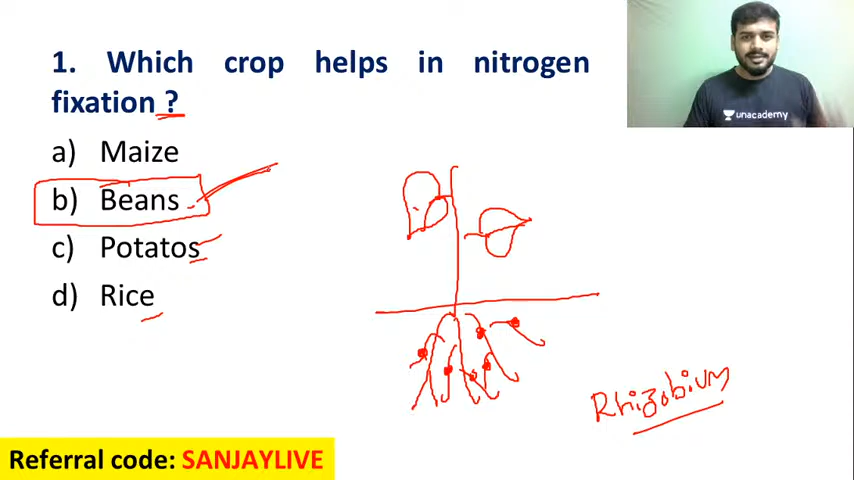 1. Which crop helps in nitrogen
fixation ?
a) Maize
b) Beans
c) Potatos
d) Rice
unacademy
Rhizobium
Referral code: SANJAYLIVE